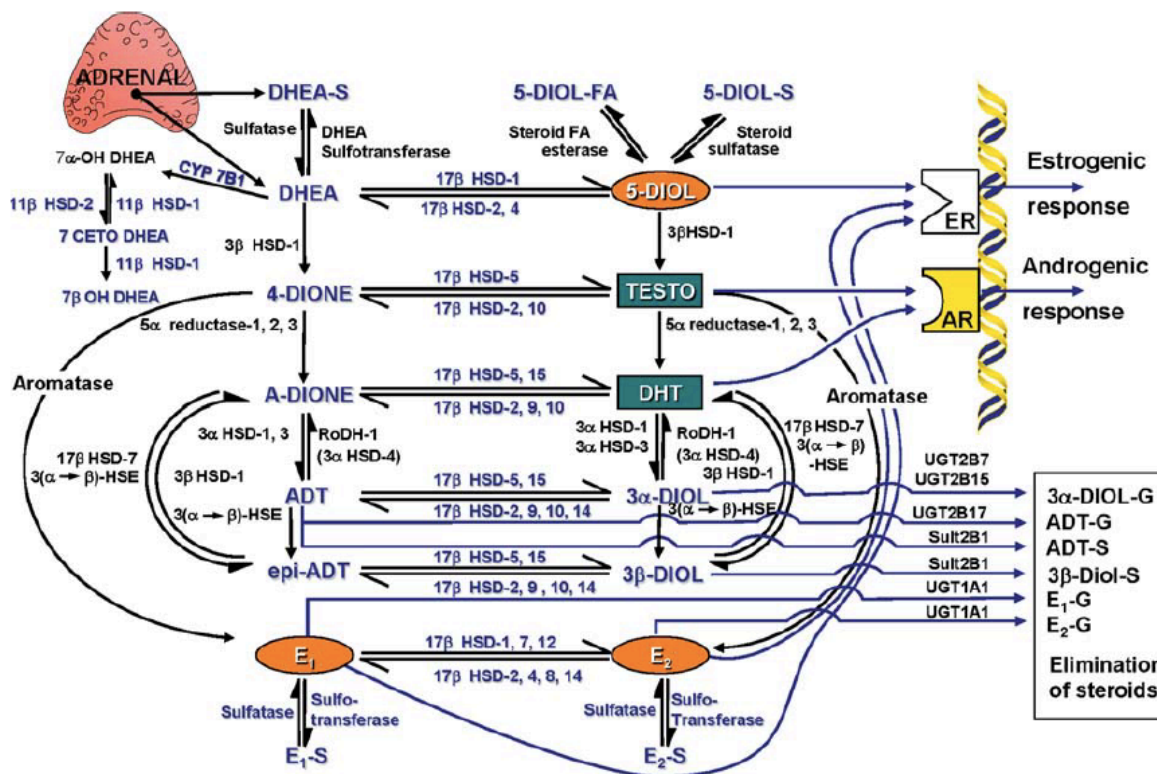 ADRENAL
DHEA-S
5-DIOL-FA
5-DIOL-S
Sulfatase
DHEA
Sulfotransferase
Steroid FA
esterase
Steroid
sulfatase
7α-OH DHEA
CYP 7B1
DHEA
17β HSD-1
17β HSD-2, 4
5-DIOL
ER
Estrogenic
response
11β HSD-2
11β HSD-1
7 CETO DHEA
11β HSD-1
7β OH DHEA
3β HSD-1
3βHSD-1
4-DIONE
17β HSD-5
17β HSD-2, 10
TESTO
AR
Androgenic
response
5α reductase-1, 2, 3
5α reductase-1, 2, 3
Aromatase
Aromatase
A-DIONE
17β HSD-5, 15
17β HSD-2, 9, 10
DHT
17β HSD-7
3(α → β)-HSE
3β HSD-1
3α HSD-1, 3
RoDH-1
(3α HSD-4)
3α HSD-1
3α HSD-3
RoDH-1
(3α HSD-4)
3β HSD-1
17β HSD-7
3(α → β)
-HSE
UGT2B7
UGT2B15
ADT
17β HSD-5, 15
17β HSD-2, 9, 10, 14
3α-DIOL
3α-DIOL-G
3(α → β)-HSE
3(α → β)-HSE
UGT2B17
ADT-G
Sult2B1
ADT-S
epi-ADT
17β HSD-5, 15
17β HSD-2, 9 , 10, 14
3β-DIOL
Sult2B1
3β-Diol-S
UGT1A1
E₁-G
UGT1A1
E₂-G
E₁
17β HSD-1, 7, 12
17β HSD-2, 4, 8, 14
E₂
Elimination
of steroids
Sulfatase
Sulfo-
transferase
Sulfatase
Sulfo-
Transferase
E₁-S
E₂-S